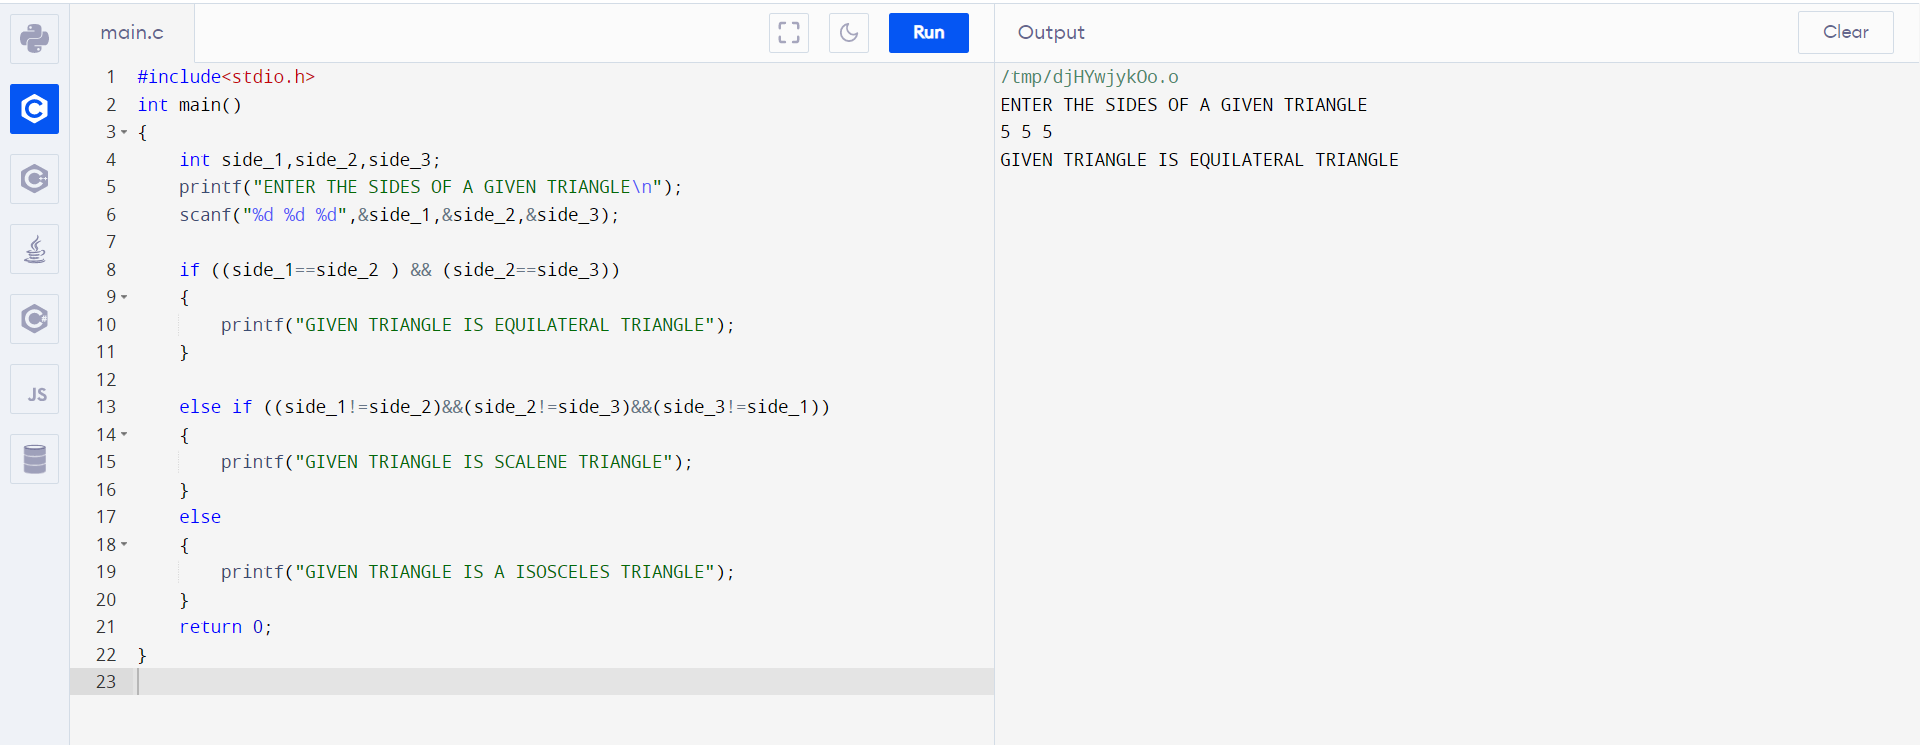 main.c
Run
1 #include<stdio.h>
2 int main()
3 {
4     int side_1,side_2,side_3;
5     printf("ENTER THE SIDES OF A GIVEN TRIANGLE\n");
6     scanf("%d %d %d",&side_1,&side_2,&side_3);
7
8     if ((side_1==side_2 ) && (side_2==side_3))
9     {
10         printf("GIVEN TRIANGLE IS EQUILATERAL TRIANGLE");
11     }
12
13     else if ((side_1!=side_2)&&(side_2!=side_3)&&(side_3!=side_1))
14     {
15         printf("GIVEN TRIANGLE IS SCALENE TRIANGLE");
16     }
17     else
18     {
19         printf("GIVEN TRIANGLE IS A ISOSCELES TRIANGLE");
20     }
21     return 0;
22 }
23
Output
Clear
/tmp/djHYwjykOo.o
ENTER THE SIDES OF A GIVEN TRIANGLE
5 5 5
GIVEN TRIANGLE IS EQUILATERAL TRIANGLE
C
C++
C#
JS